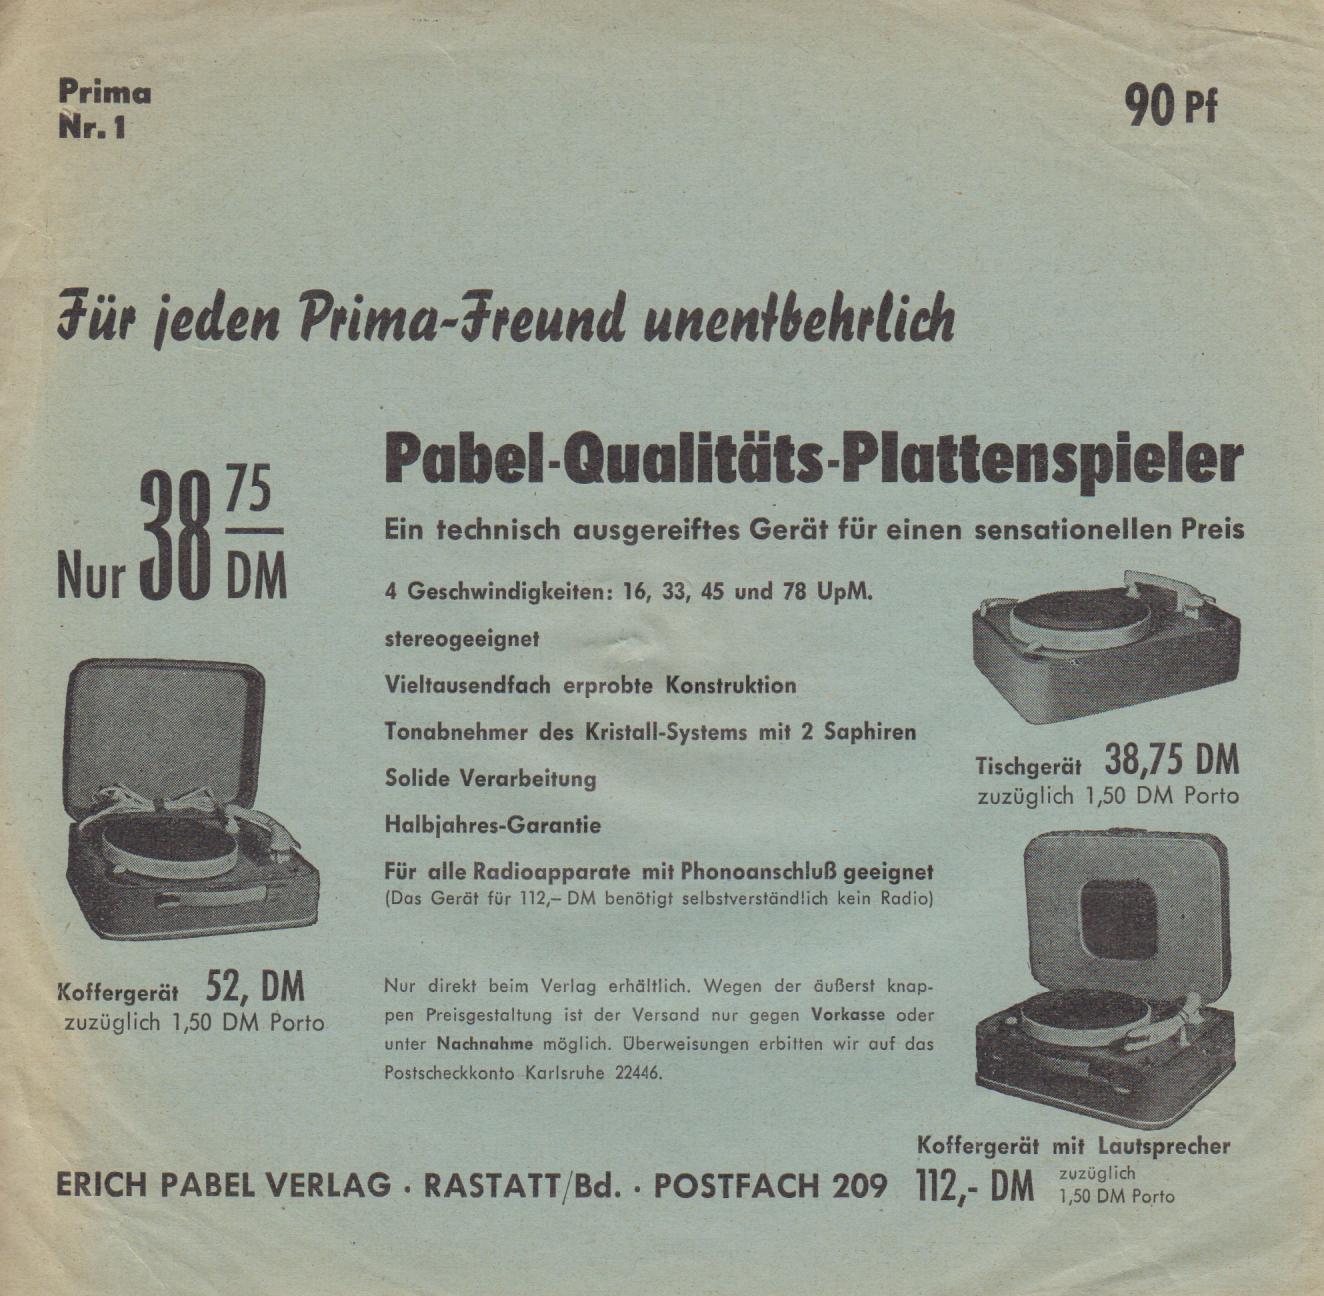 Prima
Nr. 1
90 Pf
Für jeden Prima-Freund unentbehrlich
Nur 38 75 DM
Pabel-Qualitäts-Plattenspieler
Ein technisch ausgereiftes Gerät für einen sensationellen Preis
4 Geschwindigkeiten: 16, 33, 45 und 78 UpM.
stereogeeignet
Vieltausendfach erprobte Konstruktion
Tonabnehmer des Kristall-Systems mit 2 Saphiren
Solide Verarbeitung
Halbjahres-Garantie
Für alle Radioapparate mit Phonoanschluß geeignet
(Das Gerät für 112,– DM benötigt selbstverständlich kein Radio)
Tischgerät 38,75 DM
zuzüglich 1,50 DM Porto
Koffergerät 52, DM
zuzüglich 1,50 DM Porto
Nur direkt beim Verlag erhältlich. Wegen der äußerst knap-
pen Preisgestaltung ist der Versand nur gegen Vorkasse oder
unter Nachnahme möglich. Überweisungen erbitten wir auf das
Postscheckkonto Karlsruhe 22446.
Koffergerät mit Lautsprecher
112,- DM zuzüglich
1,50 DM Porto
ERICH PABEL VERLAG · RASTATT/Bd. · POSTFACH 209